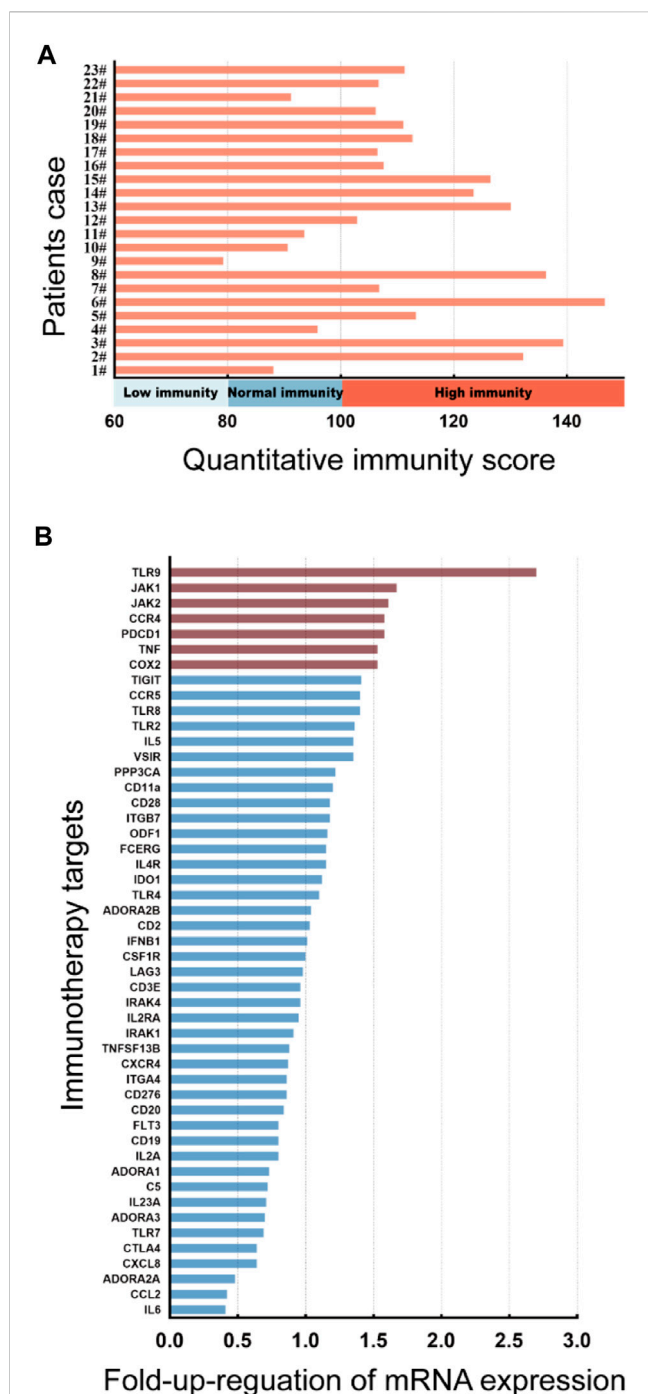 A
23#
22#
21#
20#
19#
18#
17#
16#
15#
14#
13#
12#
11#
10#
9#
8#
7#
6#
5#
4#
3#
2#
1#
Patients case
Low immunity Normal immunity High immunity
60 80 100 120 140
Quantitative immunity score
B
TLR9
JAK1
JAK2
CCR4
PDCD1
TNF
COX2
TIGIT
CCR5
TLR8
TLR2
IL5
VSIR
PPP3CA
CD11a
CD28
ITGB7
ODF1
FCERG
IL4R
IDO1
TLR4
ADORA2B
CD2
IFNB1
CSF1R
LAG3
CD3E
IRAK4
IL2RA
IRAK1
TNFSF13B
CXCR4
ITGA4
CD276
CD20
FLT3
CD19
IL2A
ADORA1
C5
IL23A
ADORA3
TLR7
CTLA4
CXCL8
ADORA2A
CCL2
IL6
Immunotherapy targets
0.0 0.5 1.0 1.5 2.0 2.5 3.0
Fold-up-reguation of mRNA expression